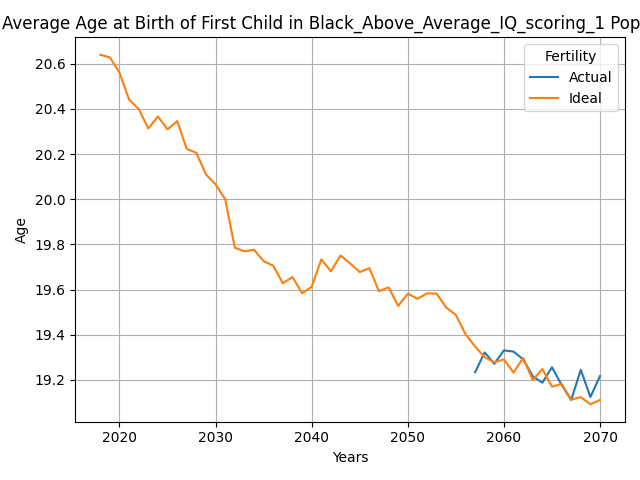 Average Age at Birth of First Child in Black_Above_Average_IQ_scoring_1 Pop
Fertility
Actual
Ideal
20.6
20.4
20.2
20.0
19.8
19.6
19.4
19.2
Age
2020 2030 2040 2050 2060 2070
Years